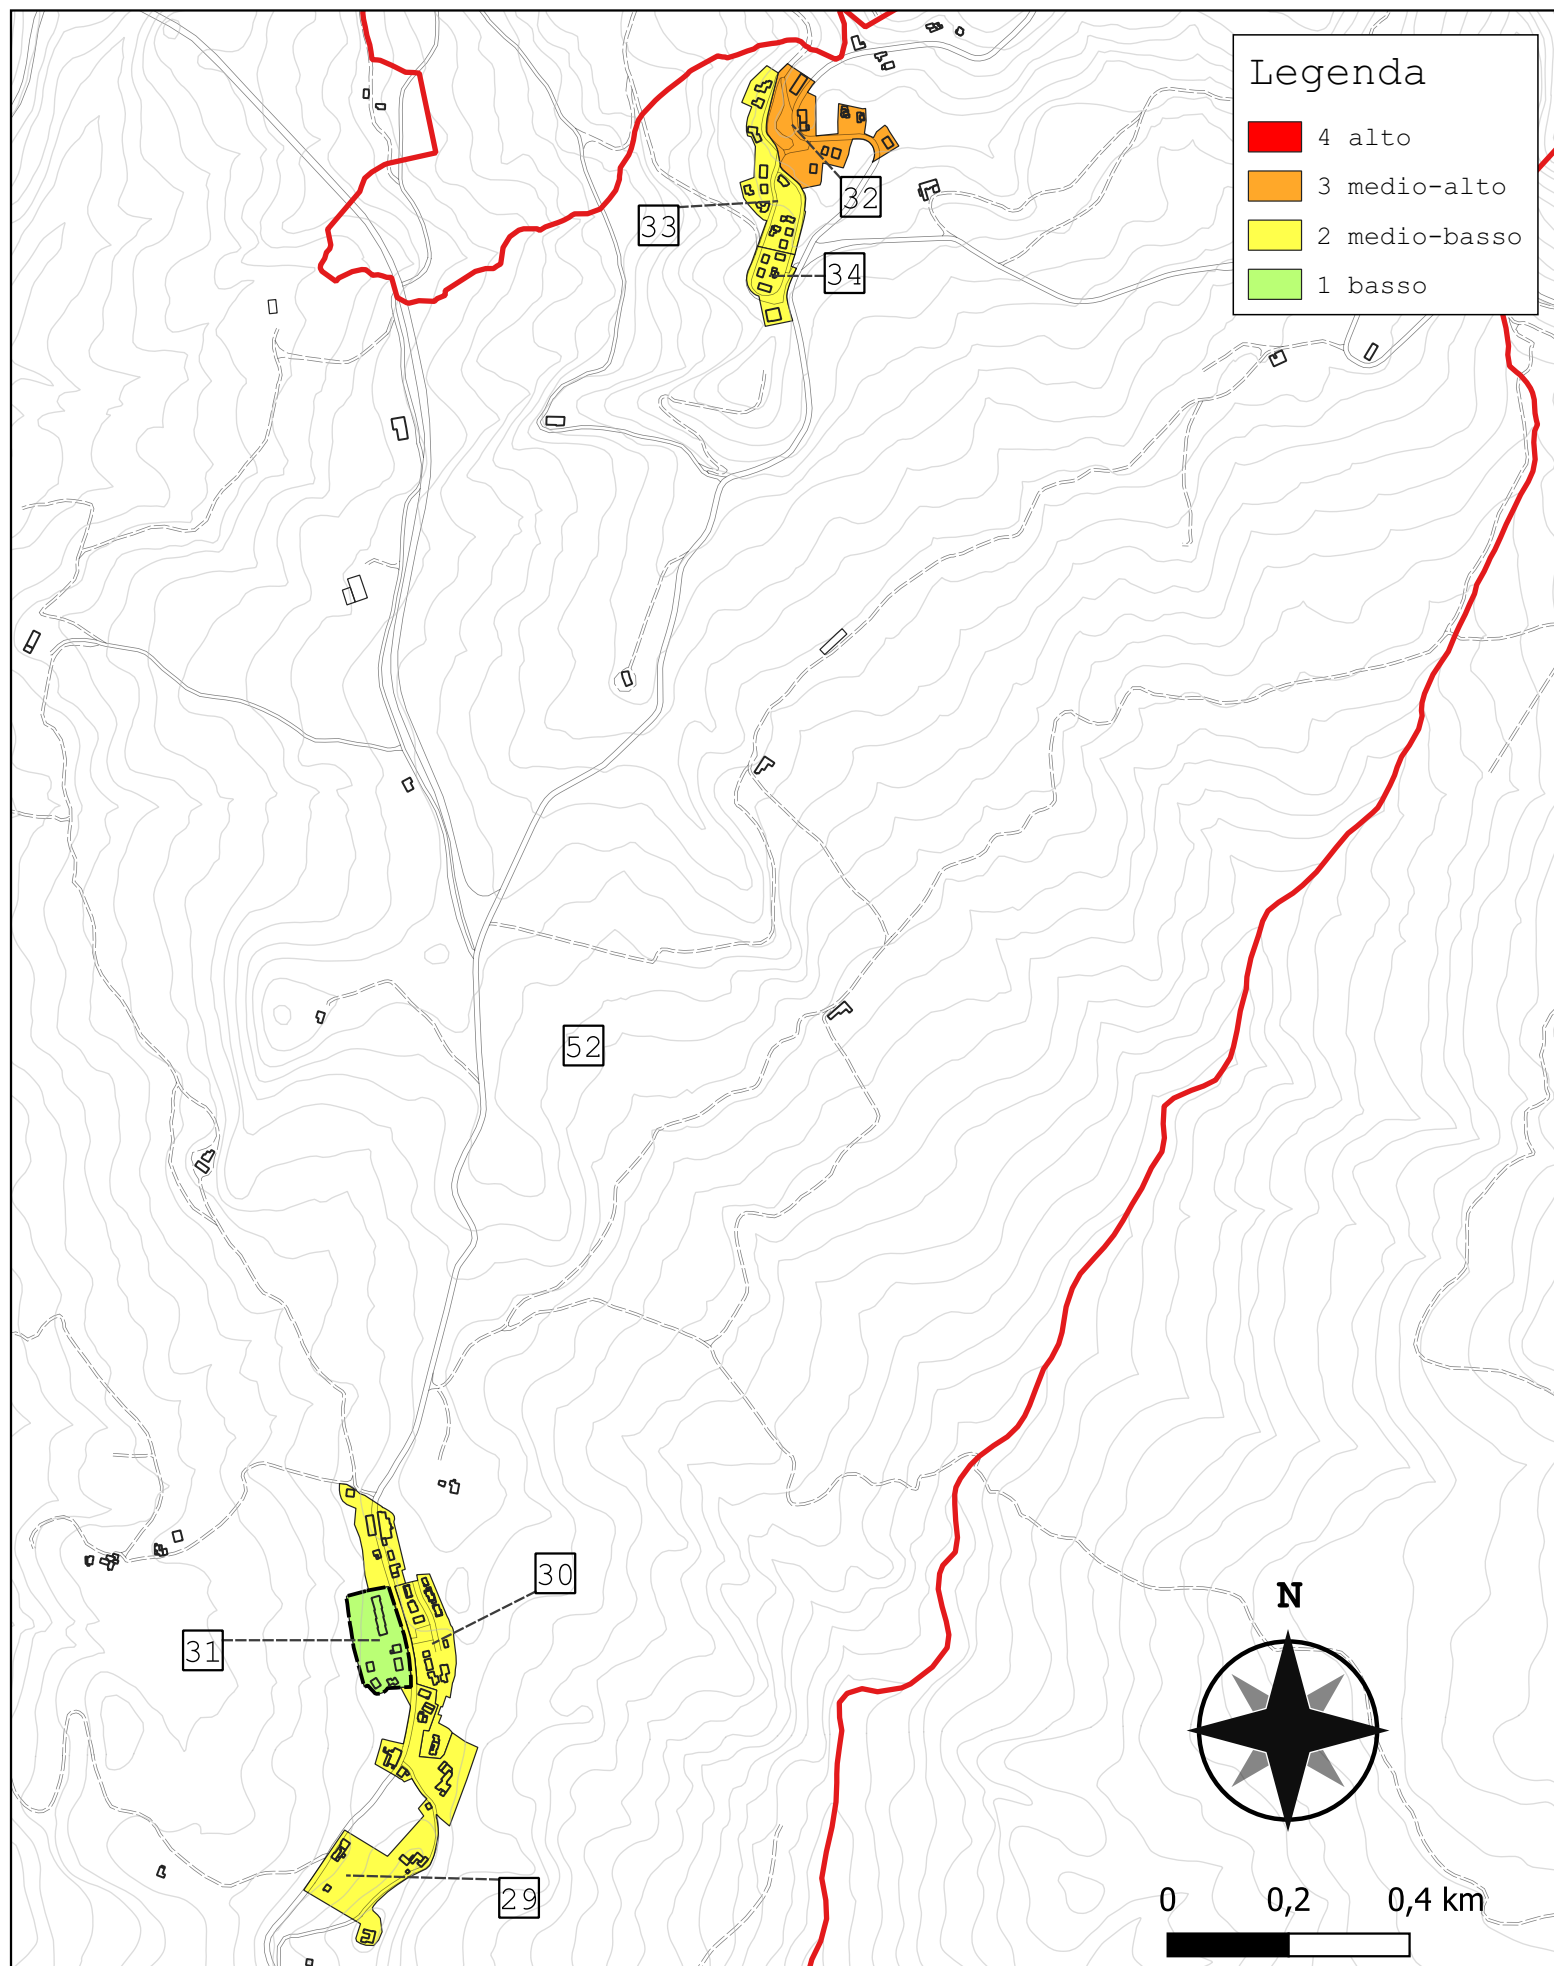 Legenda
4 alto
3 medio-alto
2 medio-basso
1 basso
32
33
34
52
30
31
29
N
0 0,2 0,4 km